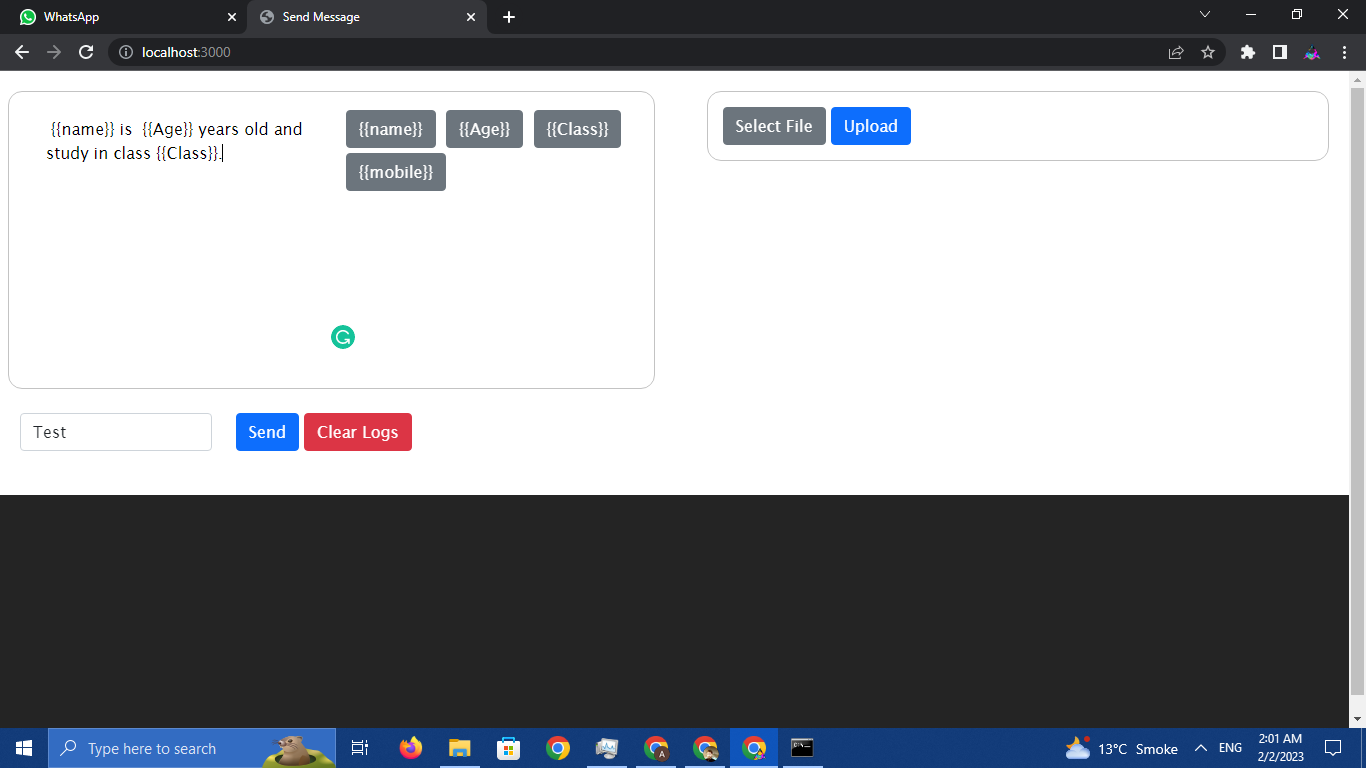 WhatsApp
Send Message
localhost:3000
{{name}} is {{Age}} years old and
study in class {{Class}}.
{{name}} {{Age}} {{Class}}
{{mobile}}
Select File Upload
Test
Send Clear Logs
Type here to search
13°C Smoke
ENG
2:01 AM
2/2/2023